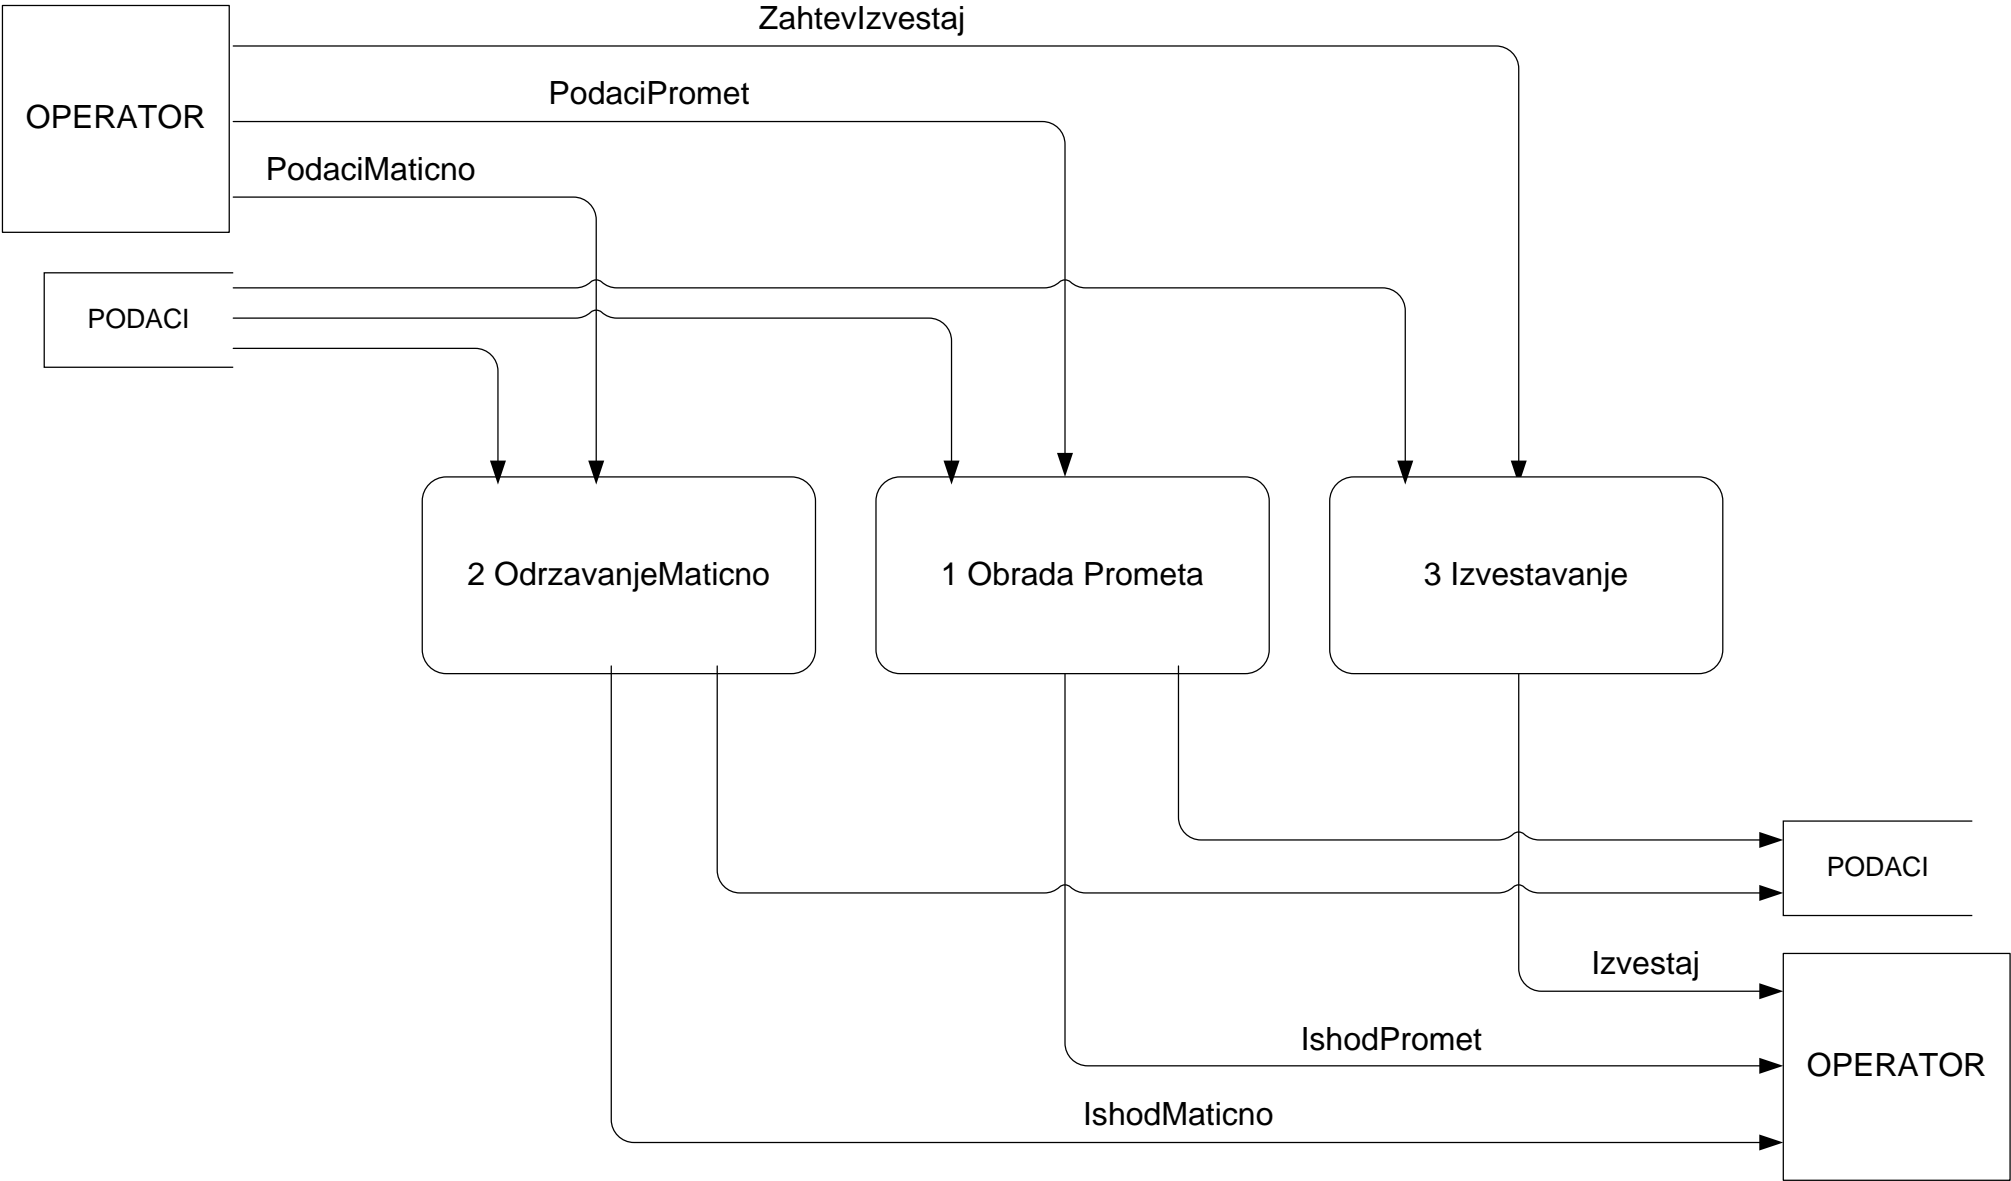 ZahtevIzvestaj
PodaciPromet
OPERATOR
PodaciMaticno
PODACI
2 OdrzavanjeMaticno
1 Obrada Prometa
3 Izvestavanje
PODACI
Izvestaj
IshodPromet
OPERATOR
IshodMaticno